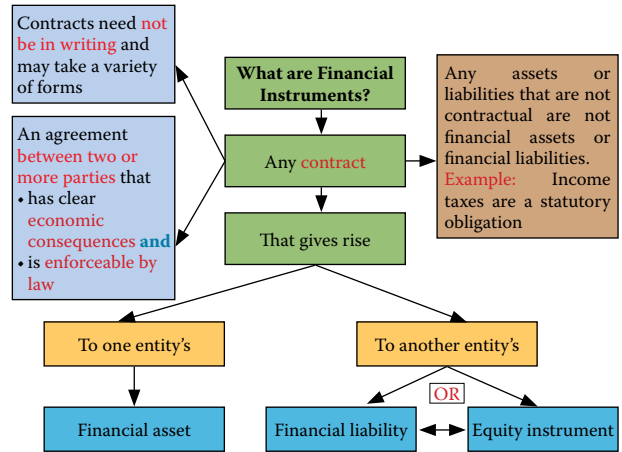 Contracts need not
be in writing and
may take a variety
of forms
What are Financial
Instruments?
Any assets or
liabilities that are not
contractual are not
financial assets or
financial liabilities.
Example: Income
taxes are a statutory
obligation
An agreement
between two or
more parties that
• has clear
economic
consequences and
• is enforceable by
law
Any contract
That gives rise
To one entity's
To another entity's
OR
Financial asset
Financial liability
Equity instrument